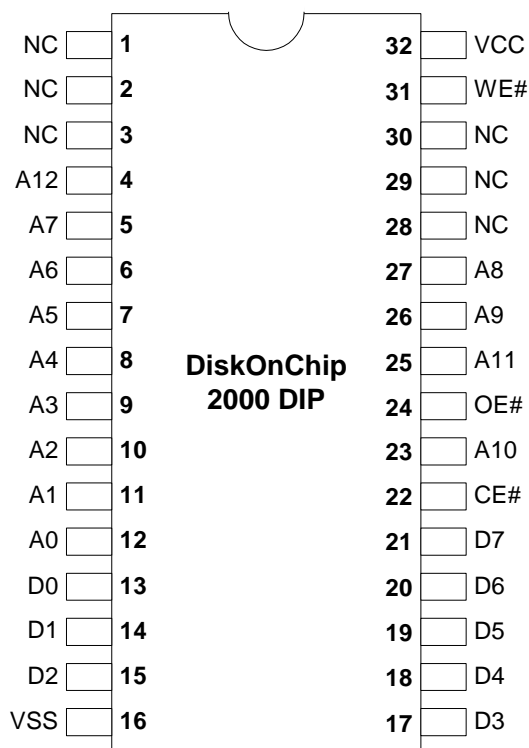 NC 1 32 VCC
NC 2 31 WE#
NC 3 30 NC
A12 4 29 NC
A7 5 28 NC
A6 6 27 A8
A5 7 26 A9
A4 8 25 A11
DiskOnChip
2000 DIP
A3 9 24 OE#
A2 10 23 A10
A1 11 22 CE#
A0 12 21 D7
D0 13 20 D6
D1 14 19 D5
D2 15 18 D4
VSS 16 17 D3